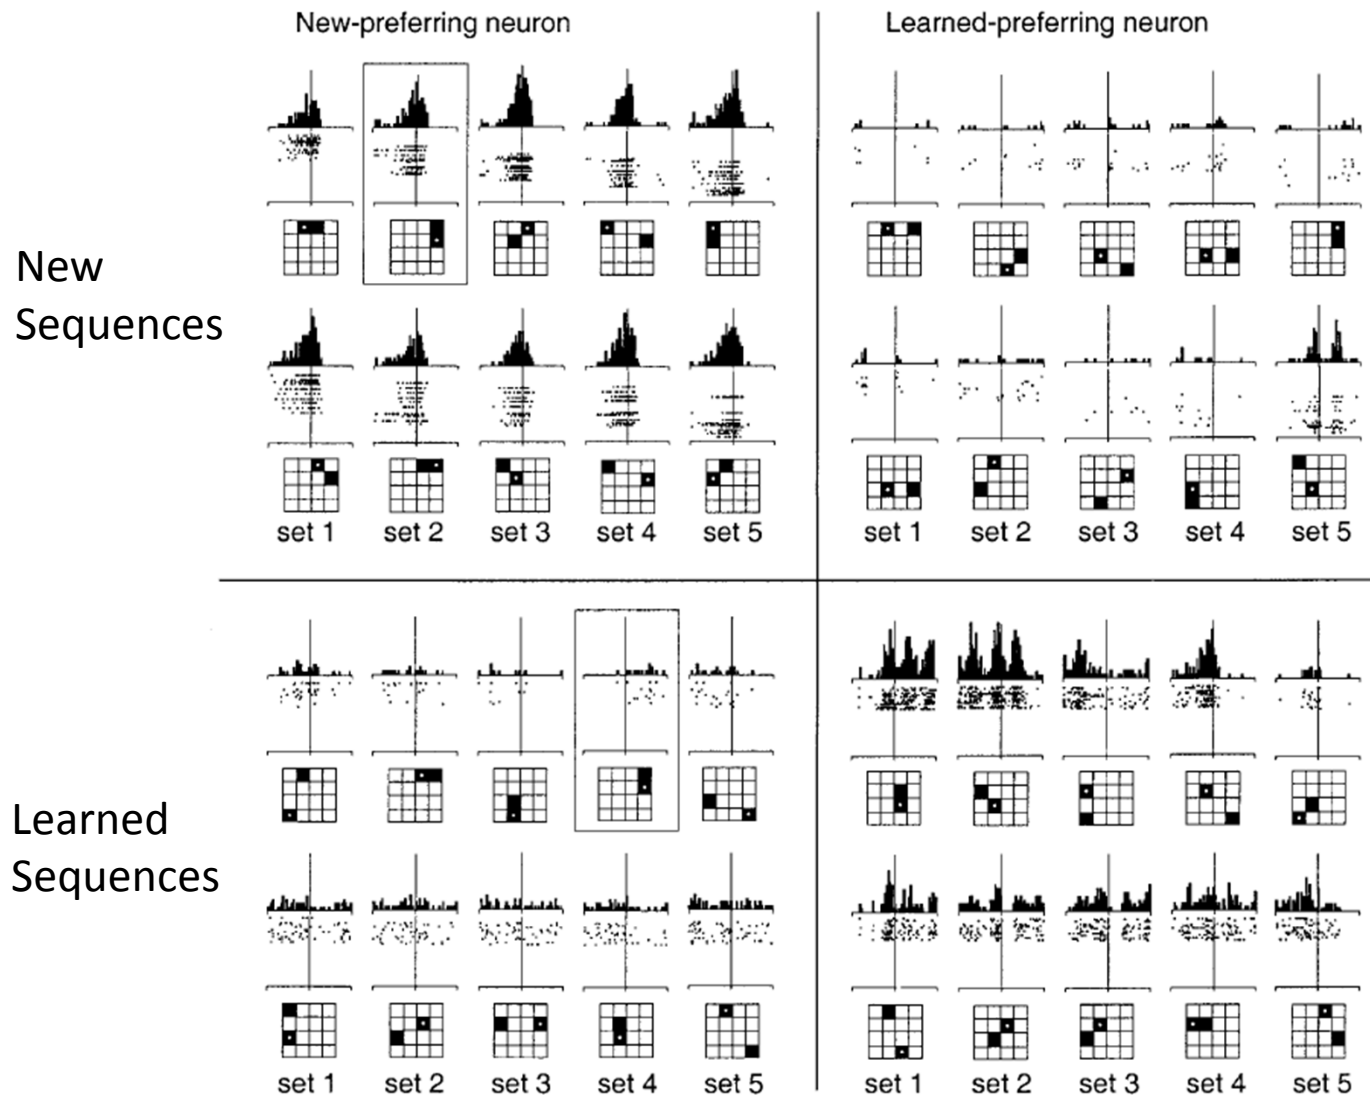 New-preferring neuron
Learned-preferring neuron
New
Sequences
set 1 set 2 set 3 set 4 set 5
set 1 set 2 set 3 set 4 set 5
Learned
Sequences
set 1 set 2 set 3 set 4 set 5
set 1 set 2 set 3 set 4 set 5